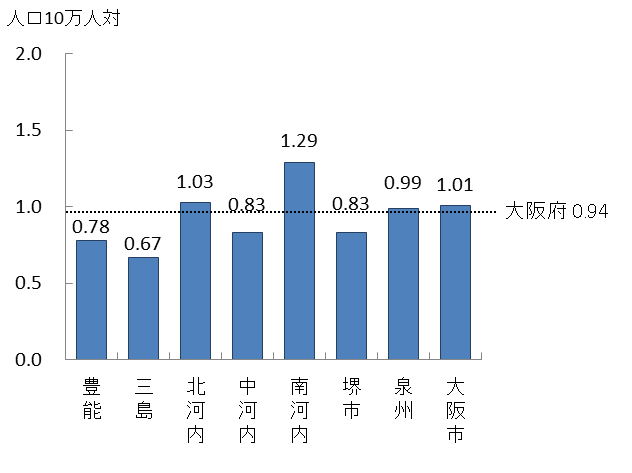 人口10万人対
2.0
1.5
1.0
0.5
0.0
0.78
0.67
1.03
0.83
1.29
0.83
0.99
1.01
大阪府 0.94
豊能
三島
北河内
中河内
南河内
堺市
泉州
大阪市